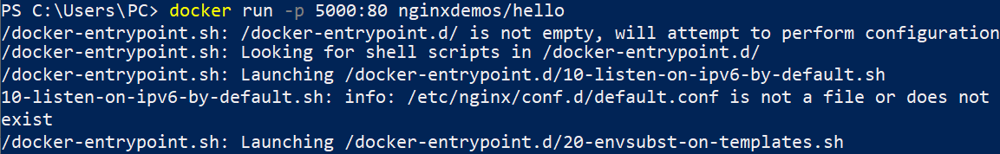 PS C:\Users\PC> docker run -p 5000:80 nginxdemos/hello
/docker-entrypoint.sh: /docker-entrypoint.d/ is not empty, will attempt to perform configuration
/docker-entrypoint.sh: Looking for shell scripts in /docker-entrypoint.d/
/docker-entrypoint.sh: Launching /docker-entrypoint.d/10-listen-on-ipv6-by-default.sh
10-listen-on-ipv6-by-default.sh: info: /etc/nginx/conf.d/default.conf is not a file or does not
exist
/docker-entrypoint.sh: Launching /docker-entrypoint.d/20-envsubst-on-templates.sh